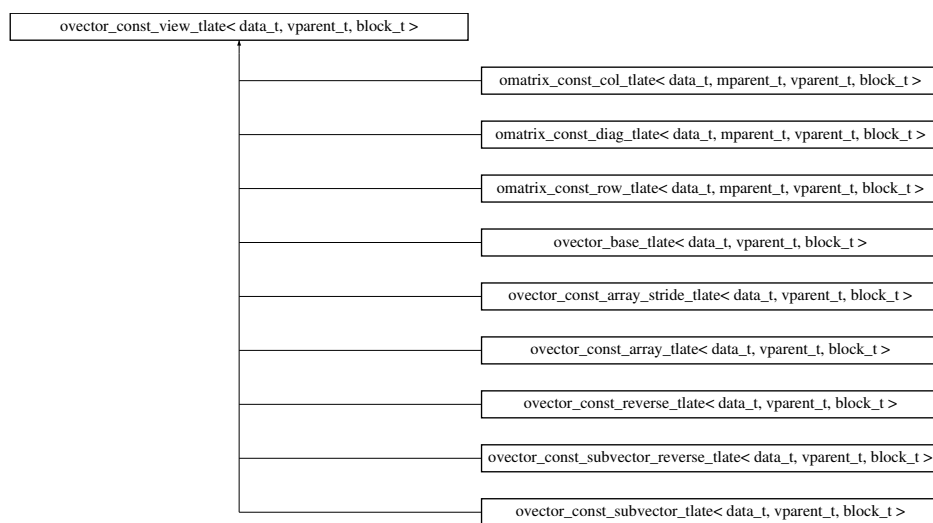 ovector_const_view_tlate< data_t, vparent_t, block_t >
omatrix_const_col_tlate< data_t, mparent_t, vparent_t, block_t >
omatrix_const_diag_tlate< data_t, mparent_t, vparent_t, block_t >
omatrix_const_row_tlate< data_t, mparent_t, vparent_t, block_t >
ovector_base_tlate< data_t, vparent_t, block_t >
ovector_const_array_stride_tlate< data_t, vparent_t, block_t >
ovector_const_array_tlate< data_t, vparent_t, block_t >
ovector_const_reverse_tlate< data_t, vparent_t, block_t >
ovector_const_subvector_reverse_tlate< data_t, vparent_t, block_t >
ovector_const_subvector_tlate< data_t, vparent_t, block_t >